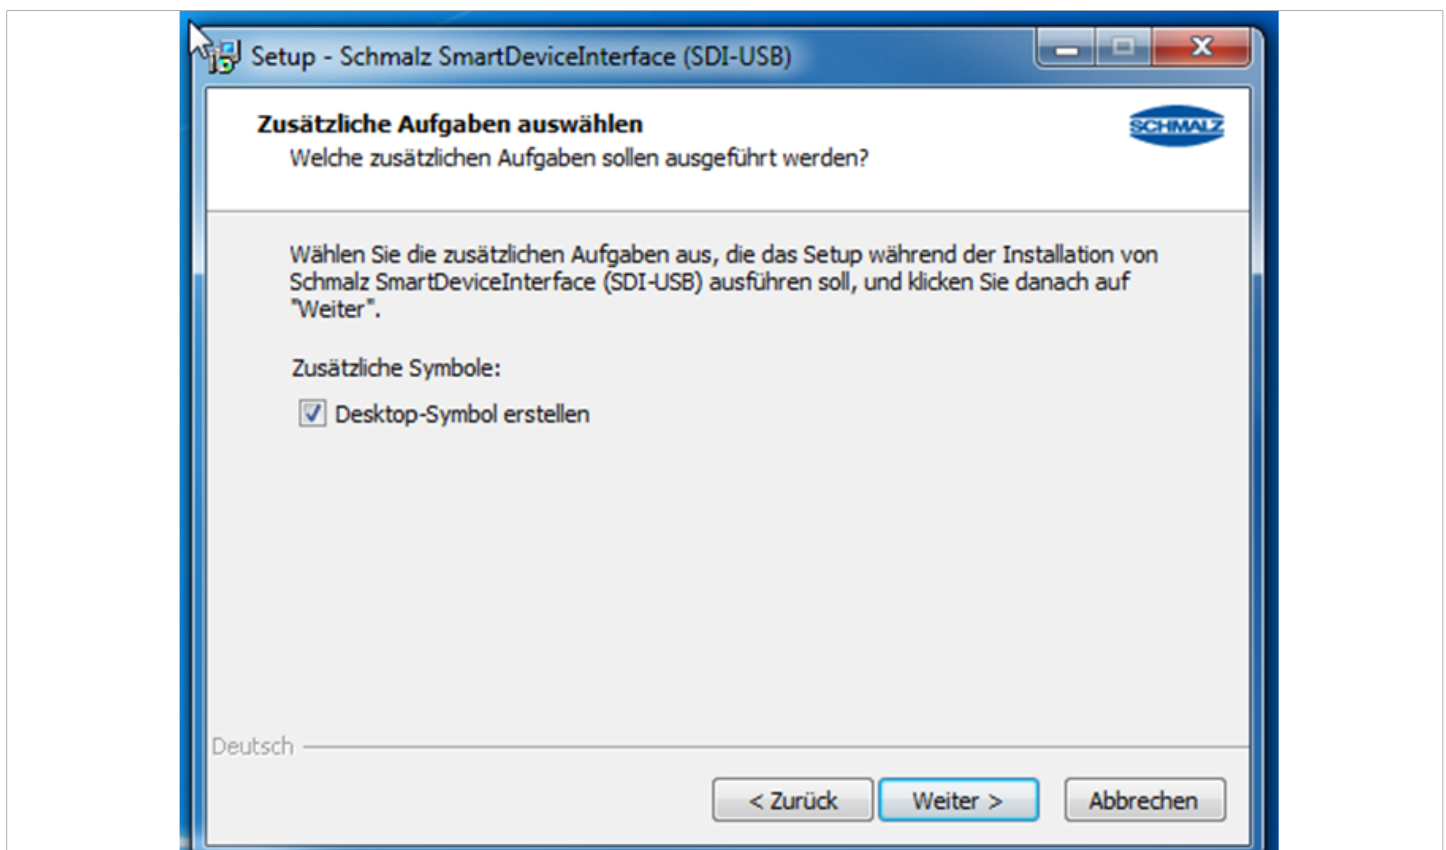 Setup - Schmalz SmartDeviceInterface (SDI-USB)
Zusätzliche Aufgaben auswählen
SCHMALZ
Welche zusätzlichen Aufgaben sollen ausgeführt werden?
Wählen Sie die zusätzlichen Aufgaben aus, die das Setup während der Installation von
Schmalz SmartDeviceInterface (SDI-USB) ausführen soll, und klicken Sie danach auf
"Weiter".
Zusätzliche Symbole:
Desktop-Symbol erstellen
Deutsch
< Zurück
Weiter >
Abbrechen